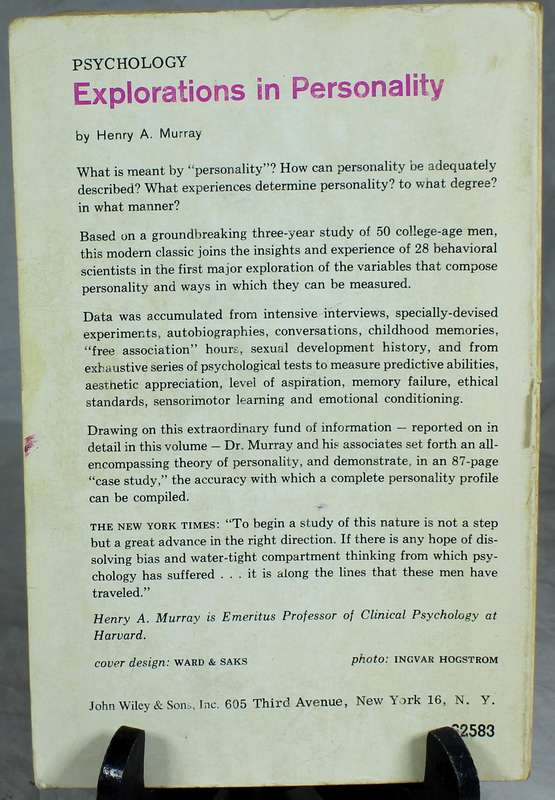 PSYCHOLOGY
Explorations in Personality
by Henry A. Murray
What is meant by “personality”? How can personality be adequately
described? What experiences determine personality? to what degree?
in what manner?
Based on a groundbreaking three-year study of 50 college-age men,
this modern classic joins the insights and experience of 28 behavioral
scientists in the first major exploration of the variables that compose
personality and ways in which they can be measured.
Data was accumulated from intensive interviews, specially-devised
experiments, autobiographies, conversations, childhood memories,
“free association” hours, sexual development history, and from
exhaustive series of psychological tests to measure predictive abilities,
aesthetic appreciation, level of aspiration, memory failure, ethical
standards, sensorimotor learning and emotional conditioning.
Drawing on this extraordinary fund of information — reported on in
detail in this volume — Dr. Murray and his associates set forth an all-
encompassing theory of personality, and demonstrate, in an 87-page
“case study,” the accuracy with which a complete personality profile
can be compiled.
THE NEW YORK TIMES: “To begin a study of this nature is not a step
but a great advance in the right direction. If there is any hope of dis-
solving bias and water-tight compartment thinking from which psy-
chology has suffered . . . it is along the lines that these men have
traveled.”
Henry A. Murray is Emeritus Professor of Clinical Psychology at
Harvard.
cover design: WARD & SAKS photo: INGVAR HOGSTROM
John Wiley & Sons, Inc. 605 Third Avenue, New York 16, N. Y.